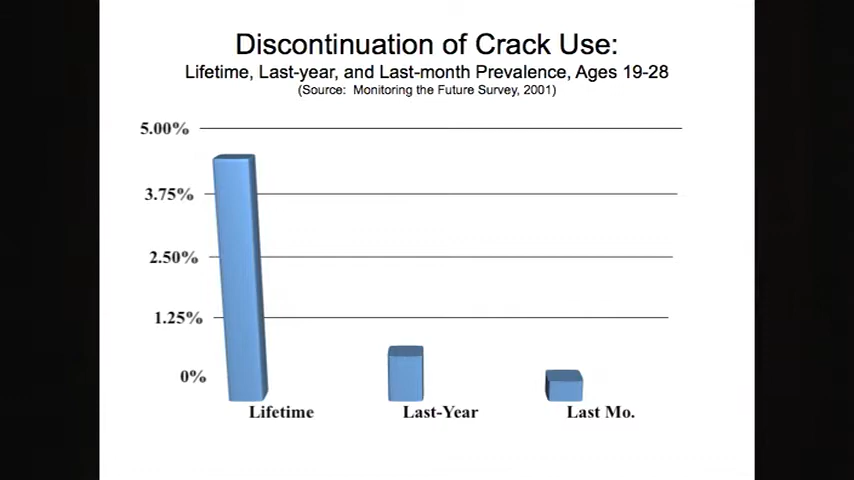 Discontinuation of Crack Use:
Lifetime, Last-year, and Last-month Prevalence, Ages 19-28
(Source: Monitoring the Future Survey, 2001)
5.00%
3.75%
2.50%
1.25%
0%
Lifetime Last-Year Last Mo.